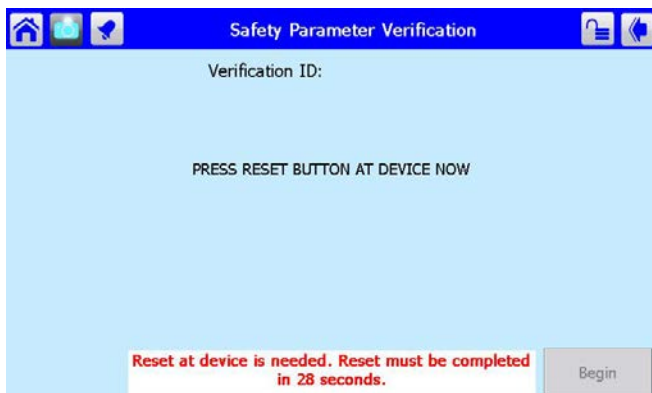 Safety Parameter Verification
Verification ID:
PRESS RESET BUTTON AT DEVICE NOW
Reset at device is needed. Reset must be completed
in 28 seconds.
Begin